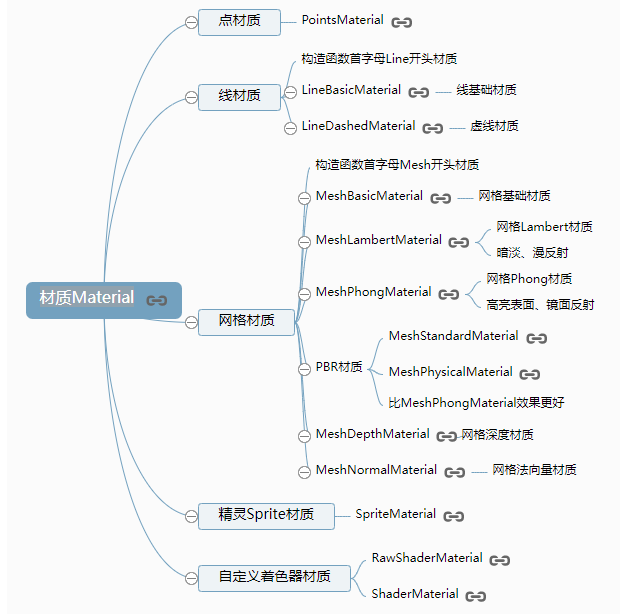 点材质
PointsMaterial
线材质
构造函数首字母Line开头材质
LineBasicMaterial
线基础材质
LineDashedMaterial
虚线材质
材质Material
网格材质
构造函数首字母Mesh开头材质
MeshBasicMaterial
网格基础材质
MeshLambertMaterial
网格Lambert材质
暗淡、漫反射
MeshPhongMaterial
网格Phong材质
高亮表面、镜面反射
PBR材质
MeshStandardMaterial
MeshPhysicalMaterial
比MeshPhongMaterial效果更好
MeshDepthMaterial
网格深度材质
MeshNormalMaterial
网格法向量材质
精灵Sprite材质
SpriteMaterial
自定义着色器材质
RawShaderMaterial
ShaderMaterial